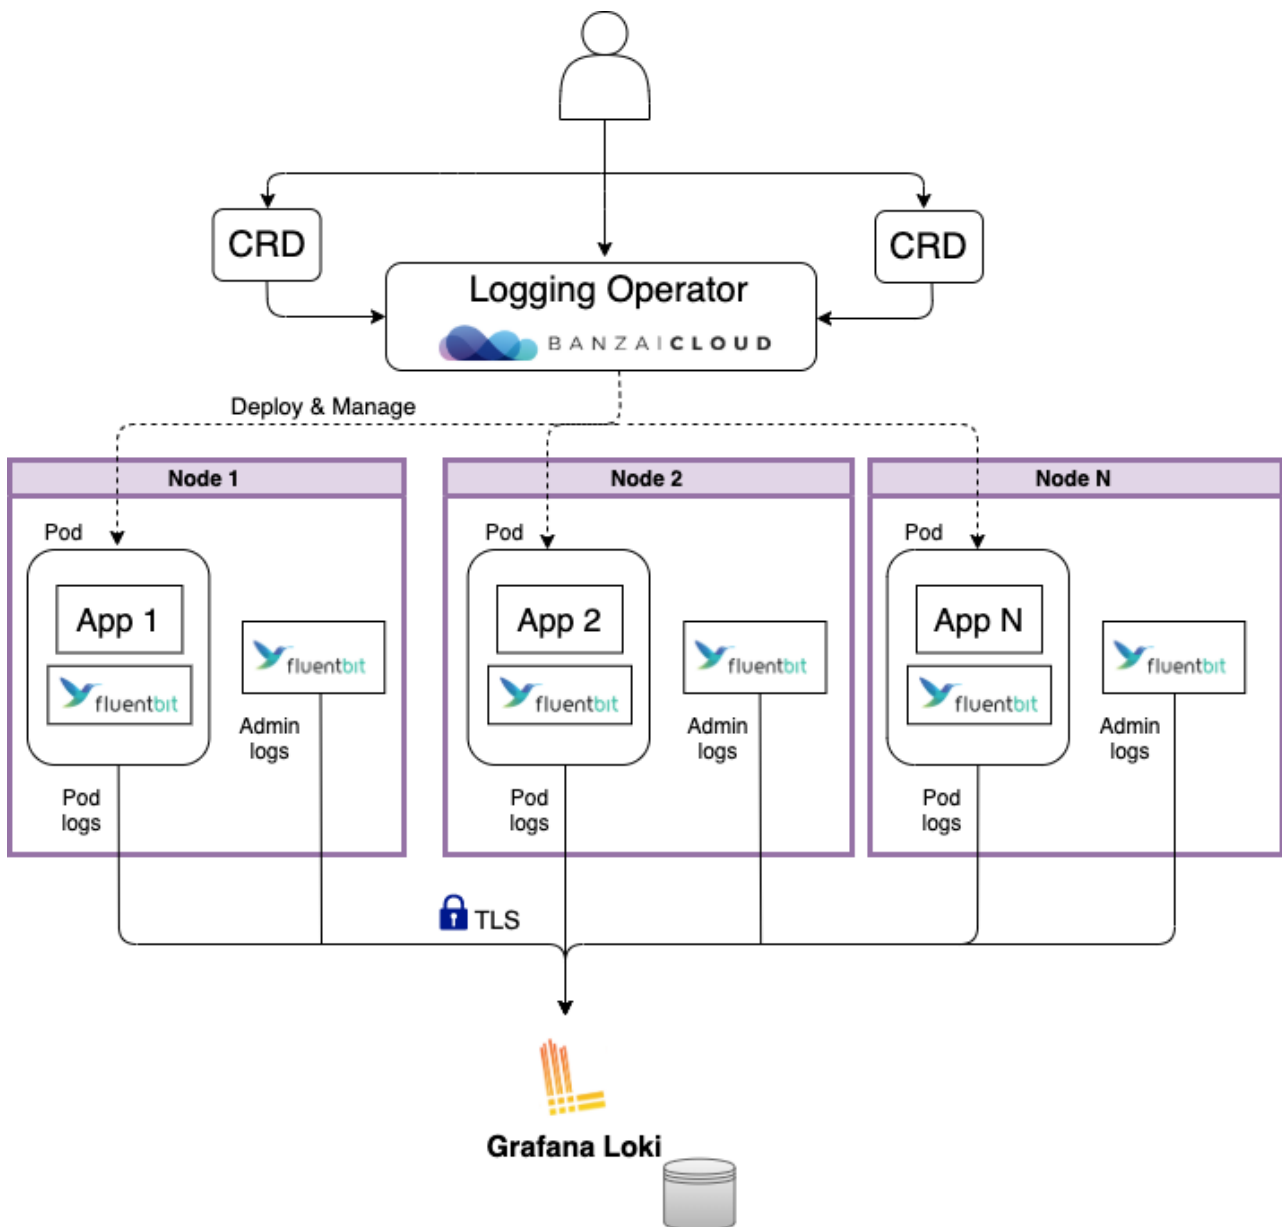 CRD
CRD
Logging Operator
BANZAICLOUD
Deploy & Manage
Node 1
Node 2
Node N
Pod
Pod
Pod
App 1
App 2
App N
fluentbit
fluentbit
fluentbit
fluentbit
fluentbit
fluentbit
Admin
logs
Admin
logs
Admin
logs
Pod
logs
Pod
logs
Pod
logs
TLS
Grafana Loki